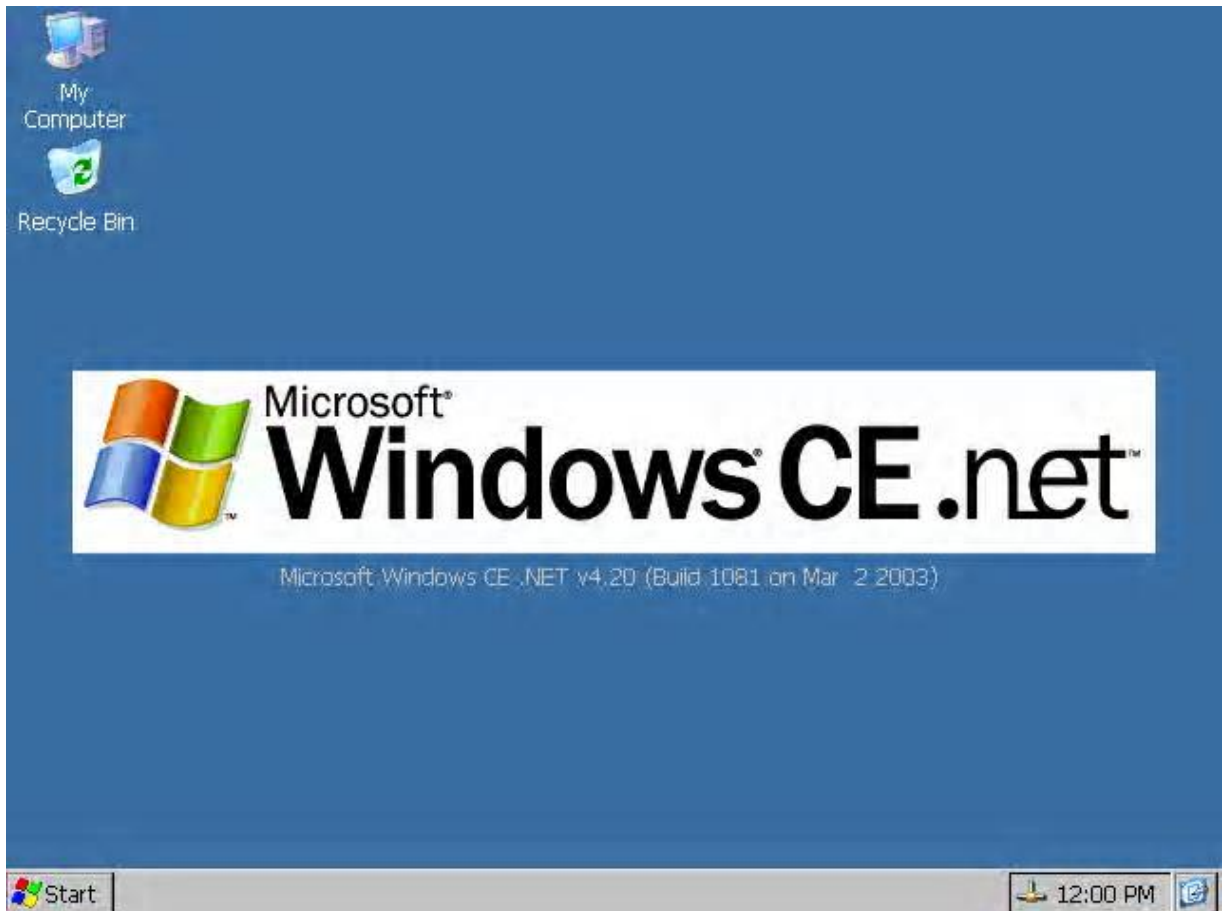 My
Computer
Recycle Bin
Microsoft®
Windows® CE .net™
™
Microsoft Windows CE .NET v4.20 (Build 1081 on Mar 2 2003)
Start
12:00 PM